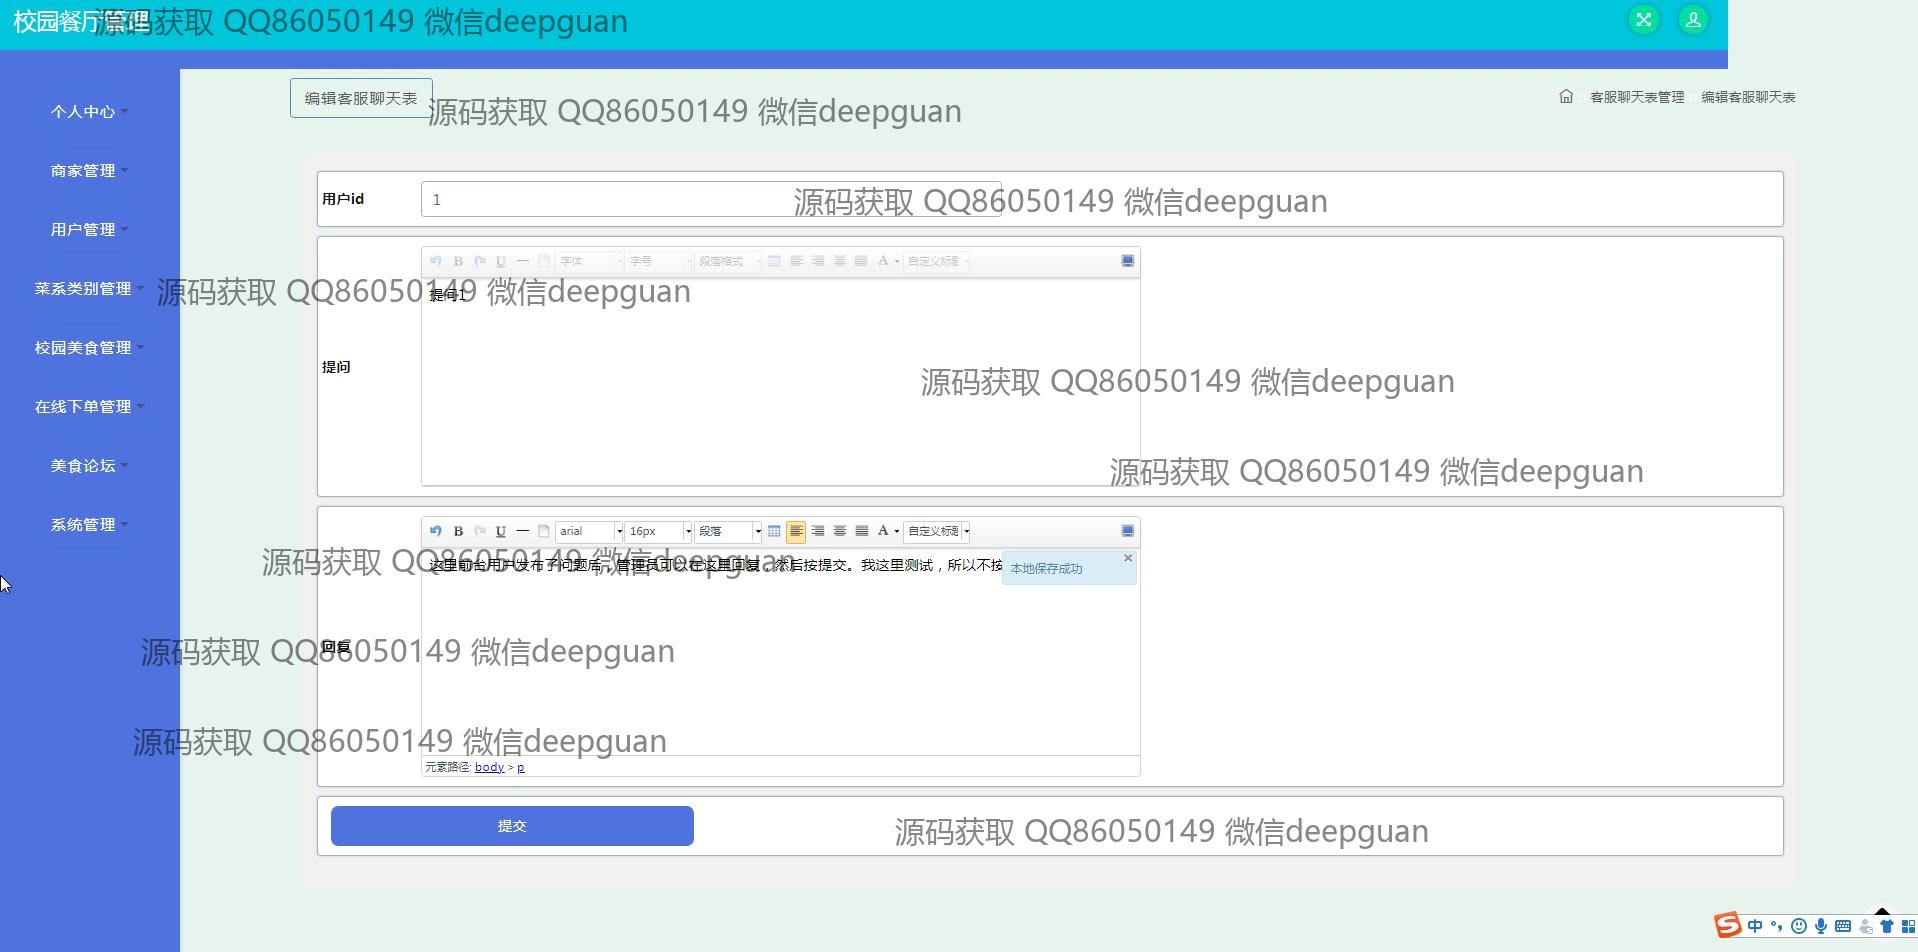 校园餐厅管理
源码获取 QQ86050149 微信deepguan
个人中心
商家管理
用户管理
菜系类别管理
校园美食管理
在线下单管理
美食论坛
系统管理
编辑客服聊天表
源码获取 QQ86050149 微信deepguan
客服聊天表管理 编辑客服聊天表
用户id 1
源码获取 QQ86050149 微信deepguan
B U 字体 字号 段落格式 A 自定义标题
源码获取 QQ86050149 微信deepguan
提问1
提问
源码获取 QQ86050149 微信deepguan
源码获取 QQ86050149 微信deepguan
B U arial 16px 段落 A 自定义标题
源码获取 QQ86050149 微信deepguan
这里前台用户发布了问题后，管理员可以在这里回复，然后按提交。我这里测试，所以不按
本地保存成功
回复
源码获取 QQ86050149 微信deepguan
源码获取 QQ86050149 微信deepguan
元素路径: body > p
提交
源码获取 QQ86050149 微信deepguan
S 中